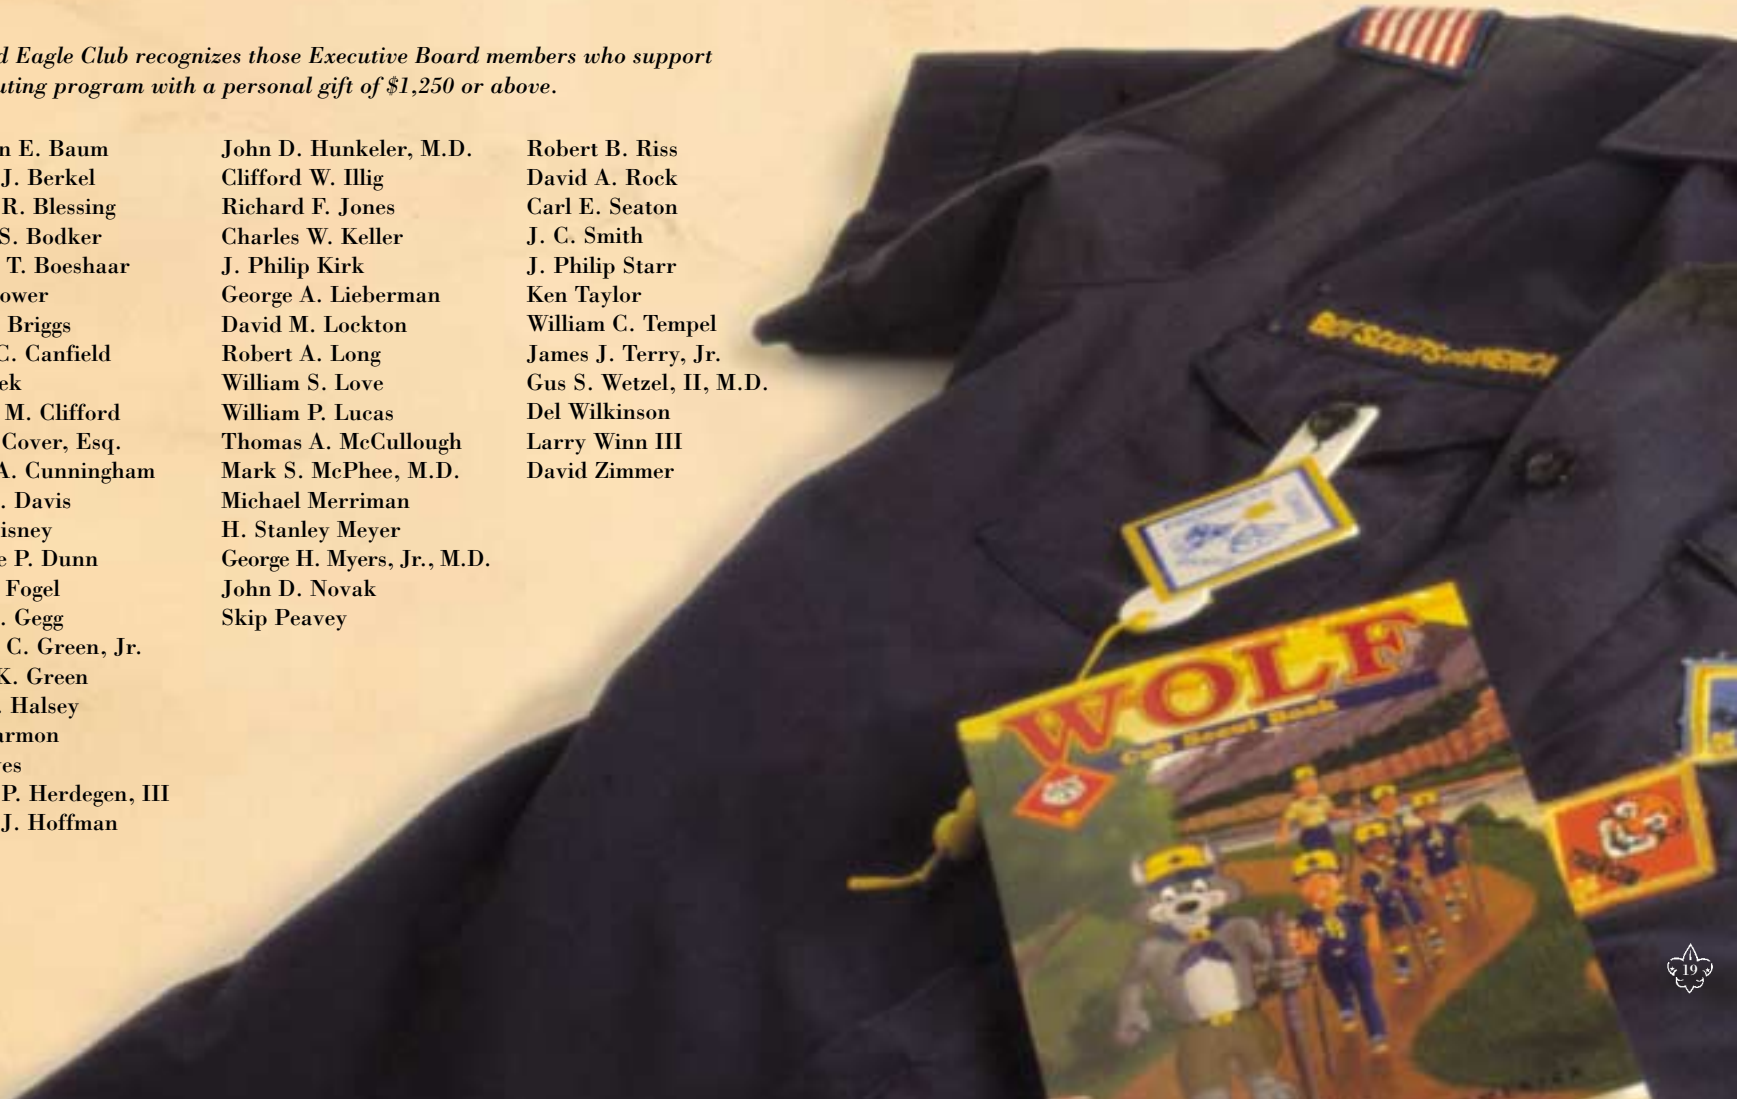 d Eagle Club recognizes those Executive Board members who support
uting program with a personal gift of $1,250 or above.
n E. Baum
J. Berkel
R. Blessing
S. Bodker
T. Boeshaar
ower
Briggs
C. Canfield
ek
M. Clifford
Cover, Esq.
A. Cunningham
. Davis
isney
e P. Dunn
Fogel
. Gegg
C. Green, Jr.
K. Green
. Halsey
armon
es
P. Herdegen, III
J. Hoffman
John D. Hunkeler, M.D.
Clifford W. Illig
Richard F. Jones
Charles W. Keller
J. Philip Kirk
George A. Lieberman
David M. Lockton
Robert A. Long
William S. Love
William P. Lucas
Thomas A. McCullough
Mark S. McPhee, M.D.
Michael Merriman
H. Stanley Meyer
George H. Myers, Jr., M.D.
John D. Novak
Skip Peavey
Robert B. Riss
David A. Rock
Carl E. Seaton
J. C. Smith
J. Philip Starr
Ken Taylor
William C. Tempel
James J. Terry, Jr.
Gus S. Wetzel, II, M.D.
Del Wilkinson
Larry Winn III
David Zimmer
BOY SCOUTS OF AMERICA
WOLF
Cub Scout Book
19